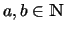 a, b ∈ ℕ